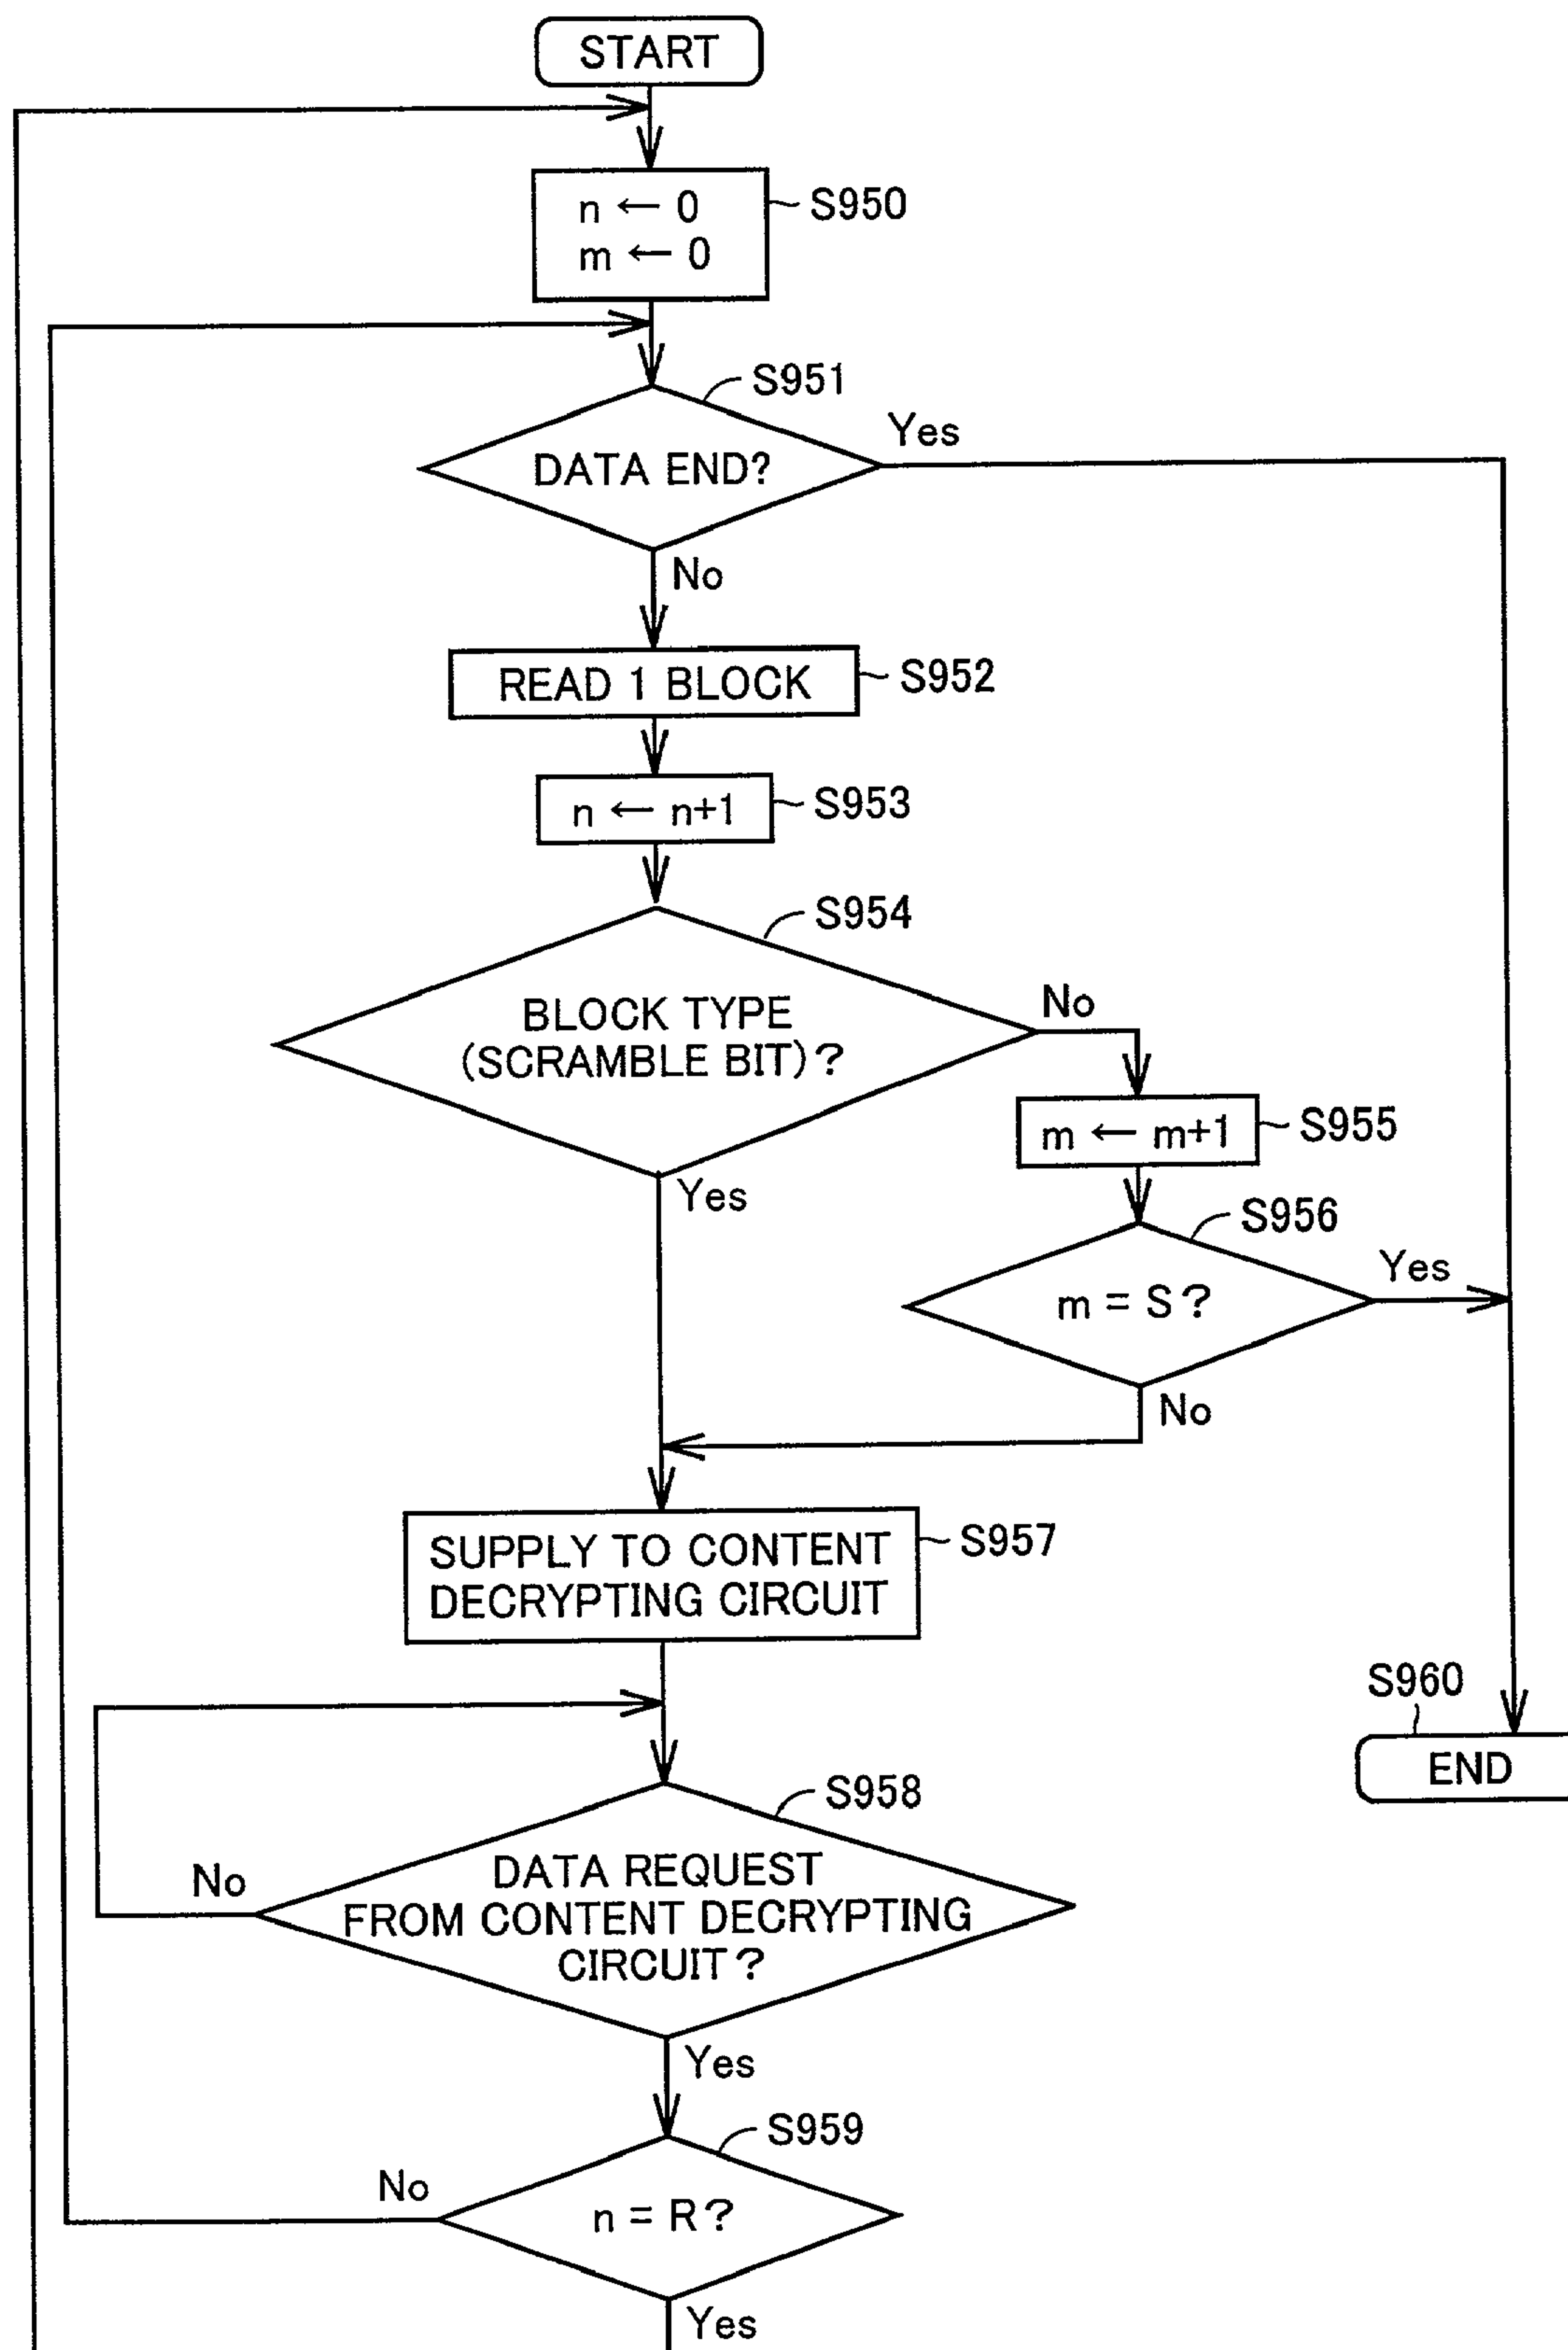 START
n ← 0
m ← 0
S950
S951
DATA END?
Yes
No
READ 1 BLOCK
S952
n ← n+1
S953
S954
BLOCK TYPE
(SCRAMBLE BIT)?
No
Yes
m ← m+1
S955
S956
m = S?
Yes
No
SUPPLY TO CONTENT
DECRYPTING CIRCUIT
S957
S960
END
S958
DATA REQUEST
FROM CONTENT DECRYPTING
CIRCUIT?
No
Yes
S959
n = R?
No
Yes